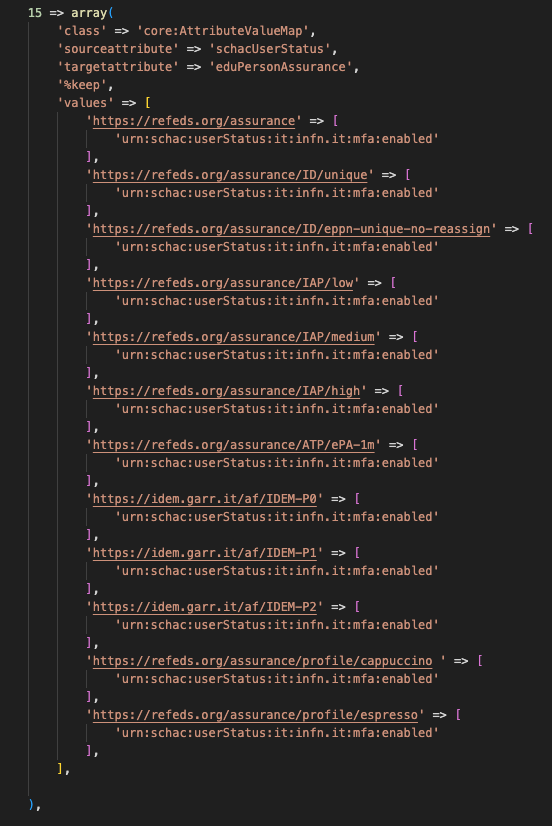 15 => array(
'class' => 'core:AttributeValueMap',
'sourceattribute' => 'schacUserStatus',
'targetattribute' => 'eduPersonAssurance',
'%keep',
'values' => [
'https://refeds.org/assurance' => [
'urn:schac:userStatus:it:infn.it:mfa:enabled'
],
'https://refeds.org/assurance/ID/unique' => [
'urn:schac:userStatus:it:infn.it:mfa:enabled'
],
'https://refeds.org/assurance/ID/eppn-unique-no-reassign' => [
'urn:schac:userStatus:it:infn.it:mfa:enabled'
],
'https://refeds.org/assurance/IAP/low' => [
'urn:schac:userStatus:it:infn.it:mfa:enabled'
],
'https://refeds.org/assurance/IAP/medium' => [
'urn:schac:userStatus:it:infn.it:mfa:enabled'
],
'https://refeds.org/assurance/IAP/high' => [
'urn:schac:userStatus:it:infn.it:mfa:enabled'
],
'https://refeds.org/assurance/ATP/ePA-1m' => [
'urn:schac:userStatus:it:infn.it:mfa:enabled'
],
'https://idem.garr.it/af/IDEM-P0' => [
'urn:schac:userStatus:it:infn.it:mfa:enabled'
],
'https://idem.garr.it/af/IDEM-P1' => [
'urn:schac:userStatus:it:infn.it:mfa:enabled'
],
'https://idem.garr.it/af/IDEM-P2' => [
'urn:schac:userStatus:it:infn.it:mfa:enabled'
],
'https://refeds.org/assurance/profile/cappuccino ' => [
'urn:schac:userStatus:it:infn.it:mfa:enabled'
],
'https://refeds.org/assurance/profile/espresso' => [
'urn:schac:userStatus:it:infn.it:mfa:enabled'
],
],
),